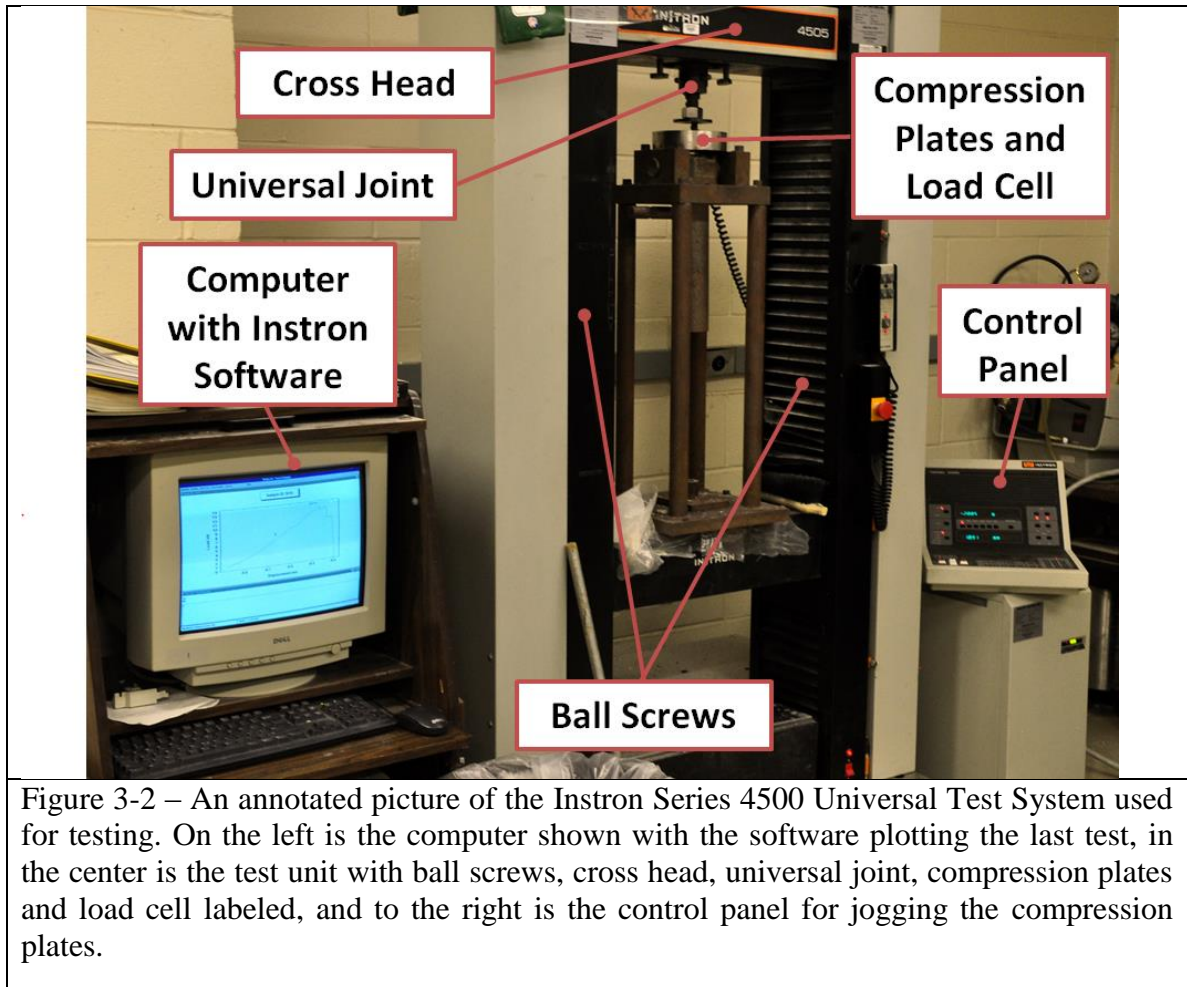 INSTRON
4505
Cross Head
Compression
Plates and
Load Cell
Universal Joint
Computer
with Instron
Software
Control
Panel
DELL
INSTRON
Ball Screws
Figure 3-2 – An annotated picture of the Instron Series 4500 Universal Test System used
for testing. On the left is the computer shown with the software plotting the last test, in
the center is the test unit with ball screws, cross head, universal joint, compression plates
and load cell labeled, and to the right is the control panel for jogging the compression
plates.